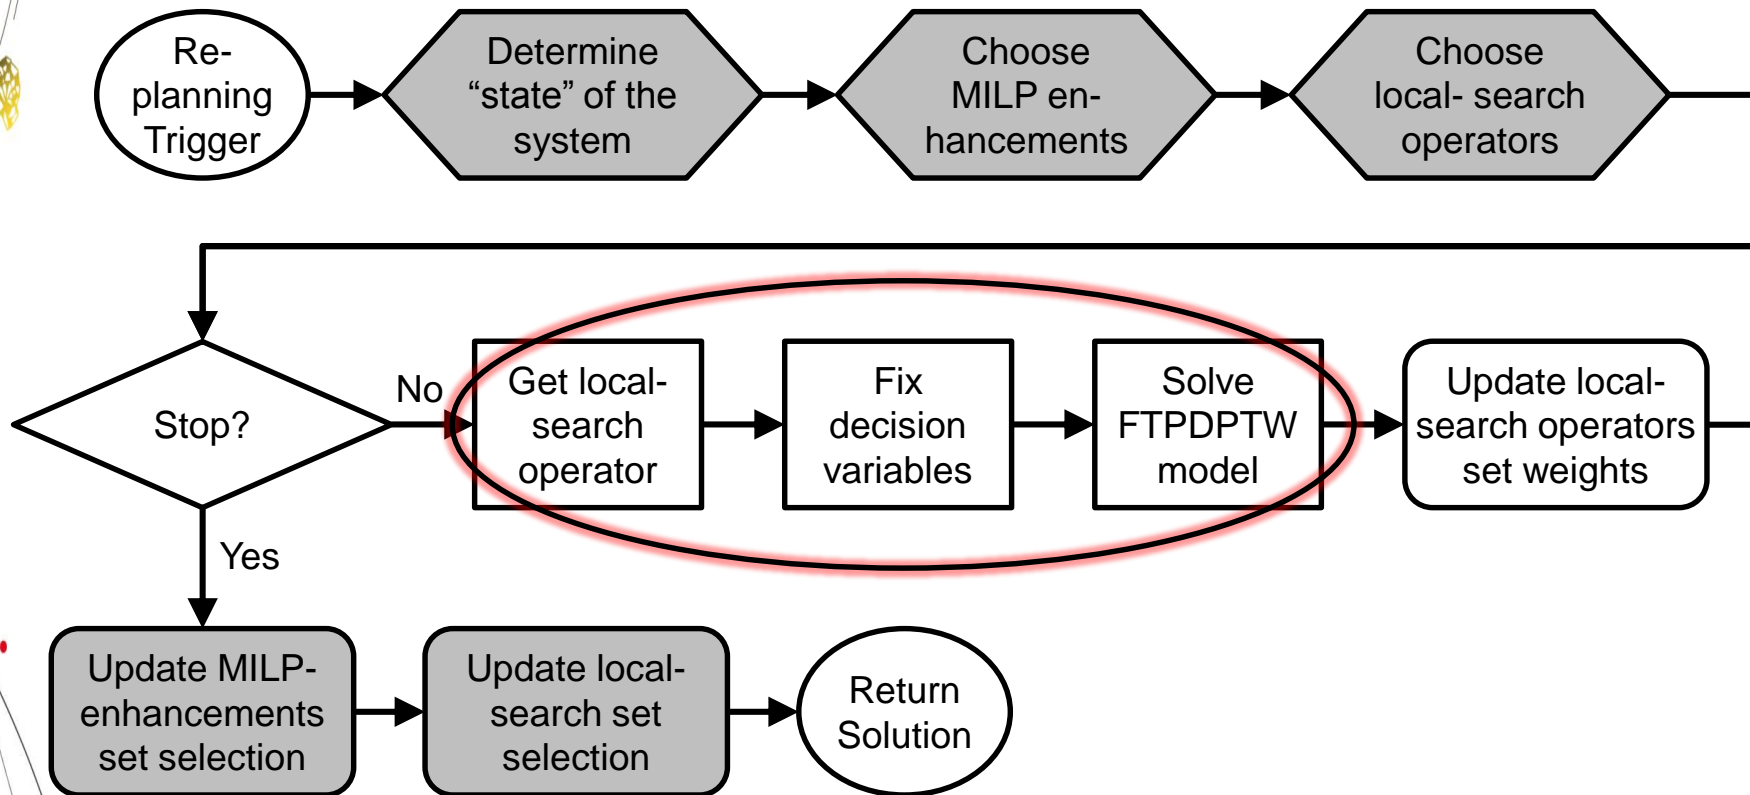 Re-
planning
Trigger
Determine
“state” of the
system
Choose
MILP en-
hancements
Choose
local- search
operators
Stop?
No
Get local-
search
operator
Fix
decision
variables
Solve
FTPDPTW
model
Update local-
search operators
set weights
Yes
Update MILP-
enhancements
set selection
Update local-
search set
selection
Return
Solution